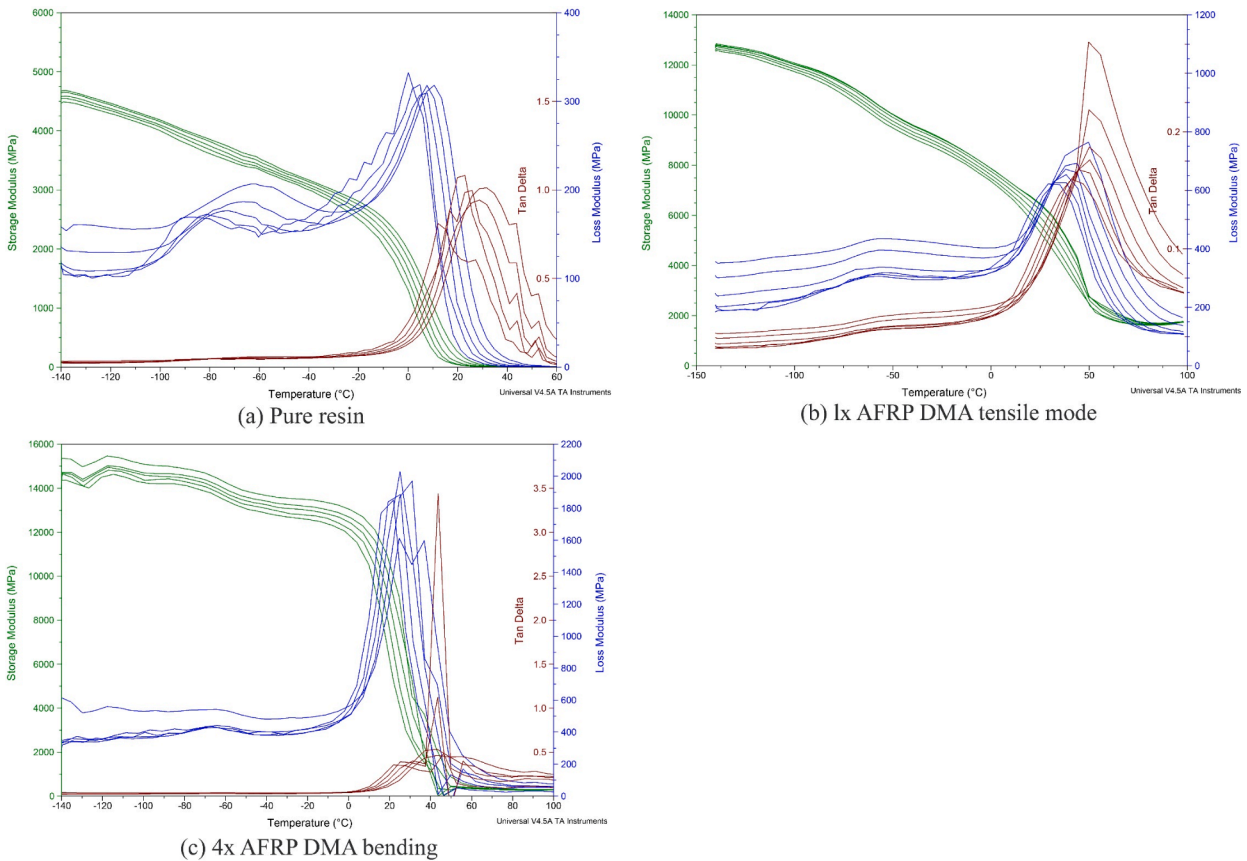 6000
5000
4000
3000
2000
1000
0
Storage Modulus (MPa)
400
300
200
100
0
Loss Modulus (MPa)
1.5
1.0
0.5
Tan Delta
-140 -120 -100 -80 -60 -40 -20 0 20 40 60
Temperature (°C)
Universal V4.5A TA Instruments
(a) Pure resin
14000
12000
10000
8000
6000
4000
2000
0
Storage Modulus (MPa)
1200
1000
800
600
400
200
0
Loss Modulus (MPa)
0.2
0.1
Tan Delta
-150 -100 -50 0 50 100
Temperature (°C)
Universal V4.5A TA Instruments
(b) lx AFRP DMA tensile mode
16000
14000
12000
10000
8000
6000
4000
2000
0
Storage Modulus (MPa)
2200
2000
1800
1600
1400
1200
1000
800
600
400
200
0
Loss Modulus (MPa)
3.5
3.0
2.5
2.0
1.5
1.0
0.5
Tan Delta
-140 -120 -100 -80 -60 -40 -20 0 20 40 60 80 100
Temperature (°C)
Universal V4.5A TA Instruments
(c) 4x AFRP DMA bending